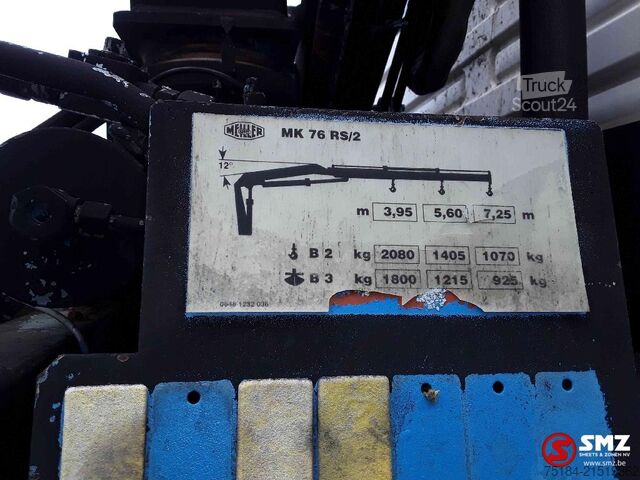 Truck
Scout24
MEILLER MK 76 RS/2
12°
m 3,95 5,60 7,25 m
B 2 kg 2080 1405 1070 kg
B 3 kg 1800 1215 925 kg
SMZ
SMEETS & ZONEN NV
www.smz.be